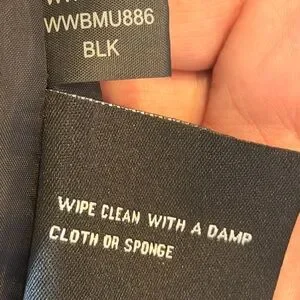 WWBMU886
BLK
WIPE CLEAN WITH A DAMP
CLOTH OR SPONGE